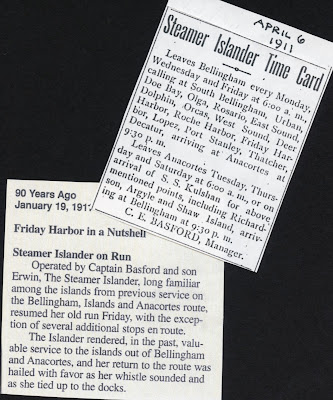 APRIL 6
1911
Steamer Islander Time Card
Leaves Bellingham every Monday,
Wednesday and Friday at 6:00 a. m.,
calling at South Bellingham, Urban,
Doe Bay, Olga, Rosario, East Sound,
Dolphin, Orcas, West Sound, Deer
Harbor, Roche Harbor, Friday Har-
bor, Lopez, Port Stanley, Thatcher,
Decatur, arriving at Anacortes at
9:30 p. m.
Leaves Anacortes Tuesday, Thurs-
day and Saturday at 6:00 a. m., or on
arrival of S. S. Kulshan for above
mentioned points, including Richard-
son, Argyle and Shaw Island, arriv-
ing at Bellingham at 9:30 p. m.
C. E. BASFORD, Manager.
90 Years Ago
January 19, 191
Friday Harbor in a Nutshell
Steamer Islander on Run
Operated by Captain Basford and son
Erwin, The Steamer Islander, long familiar
among the islands from previous service on
the Bellingham, Islands and Anacortes route,
resumed her old run Friday, with the excep-
tion of several additional stops en route.
The Islander rendered, in the past, valu-
able service to the islands out of Bellingham
and Anacortes, and her return to the route was
hailed with favor as her whistle sounded and
as she tied up to the docks.